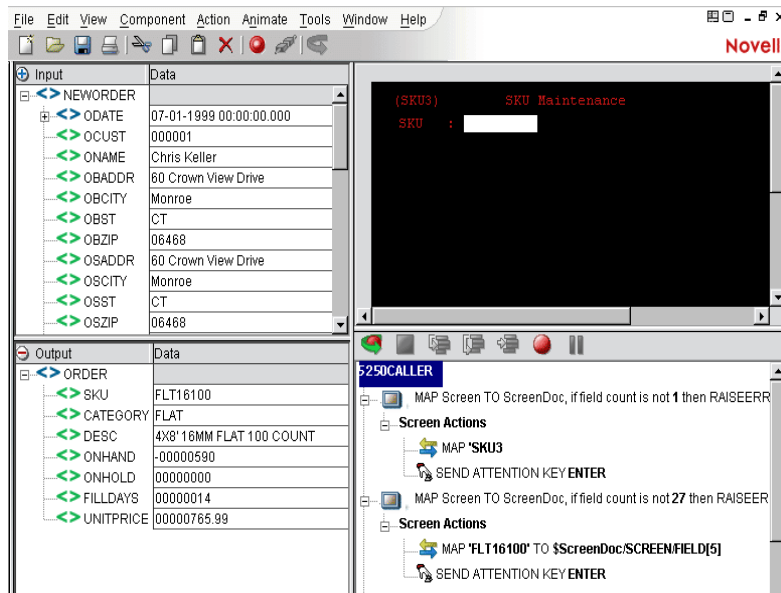 File Edit View Component Action Animate Tools Window Help
Novell
Input Data
NEWORDER
ODATE 07-01-1999 00:00:00.000
OCUST 000001
ONAME Chris Keller
OBADDR 60 Crown View Drive
OBCITY Monroe
OBST CT
OBZIP 06468
OSADDR 60 Crown View Drive
OSCITY Monroe
OSST CT
OSZIP 06468
(SKU3) SKU Maintenance
SKU :
Output Data
ORDER
SKU FLT16100
CATEGORY FLAT
DESC 4X8' 16MM FLAT 100 COUNT
ONHAND -00000590
ONHOLD 00000000
FILLDAYS 00000014
UNITPRICE 00000765.99
5250CALLER
MAP Screen TO ScreenDoc, if field count is not 1 then RAISEERR
Screen Actions
MAP 'SKU3
SEND ATTENTION KEY ENTER
MAP Screen TO ScreenDoc, if field count is not 27 then RAISEER
Screen Actions
MAP 'FLT16100' TO $ScreenDoc/SCREEN/FIELD[5]
SEND ATTENTION KEY ENTER